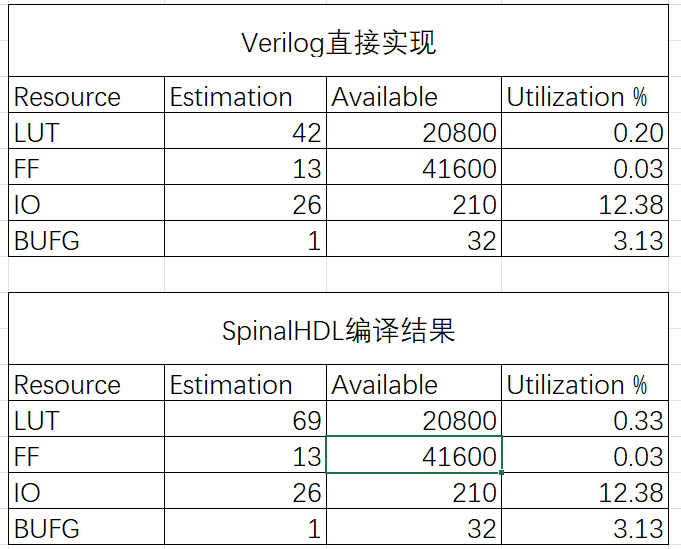 Verilog直接实现
Resource Estimation Available Utilization %
LUT 42 20800 0.20
FF 13 41600 0.03
IO 26 210 12.38
BUFG 1 32 3.13
SpinalHDL编译结果
Resource Estimation Available Utilization %
LUT 69 20800 0.33
FF 13 41600 0.03
IO 26 210 12.38
BUFG 1 32 3.13